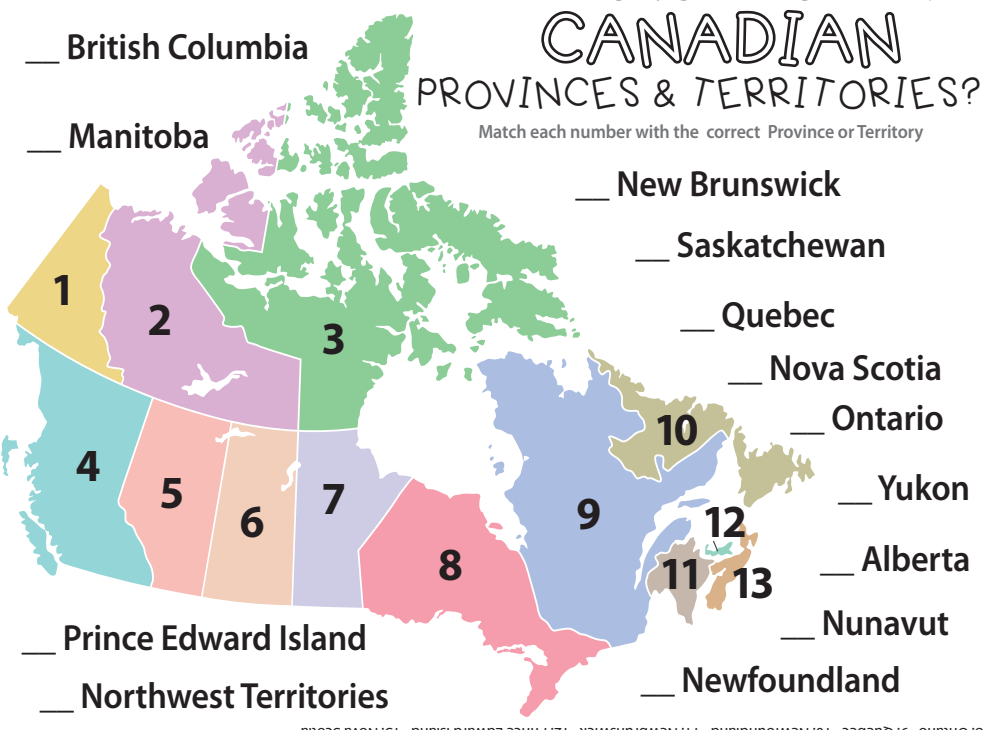 CANADIAN
PROVINCES & TERRITORIES?
Match each number with the correct Province or Territory
__ British Columbia
__ Manitoba
__ New Brunswick
__ Saskatchewan
__ Quebec
__ Nova Scotia
__ Ontario
__ Yukon
__ Alberta
__ Nunavut
__ Newfoundland
__ Prince Edward Island
__ Northwest Territories
1
2
3
4
5
6
7
8
9
10
11
12
13